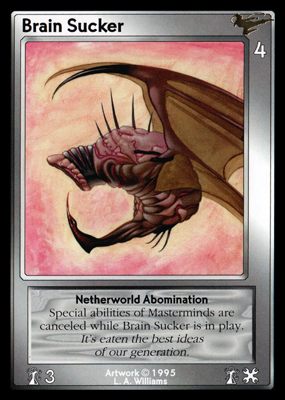 Brain Sucker
4
Netherworld Abomination
Special abilities of Masterminds are
canceled while Brain Sucker is in play.
It's eaten the best ideas
of our generation.
3
Artwork © 1995
L. A. Williams